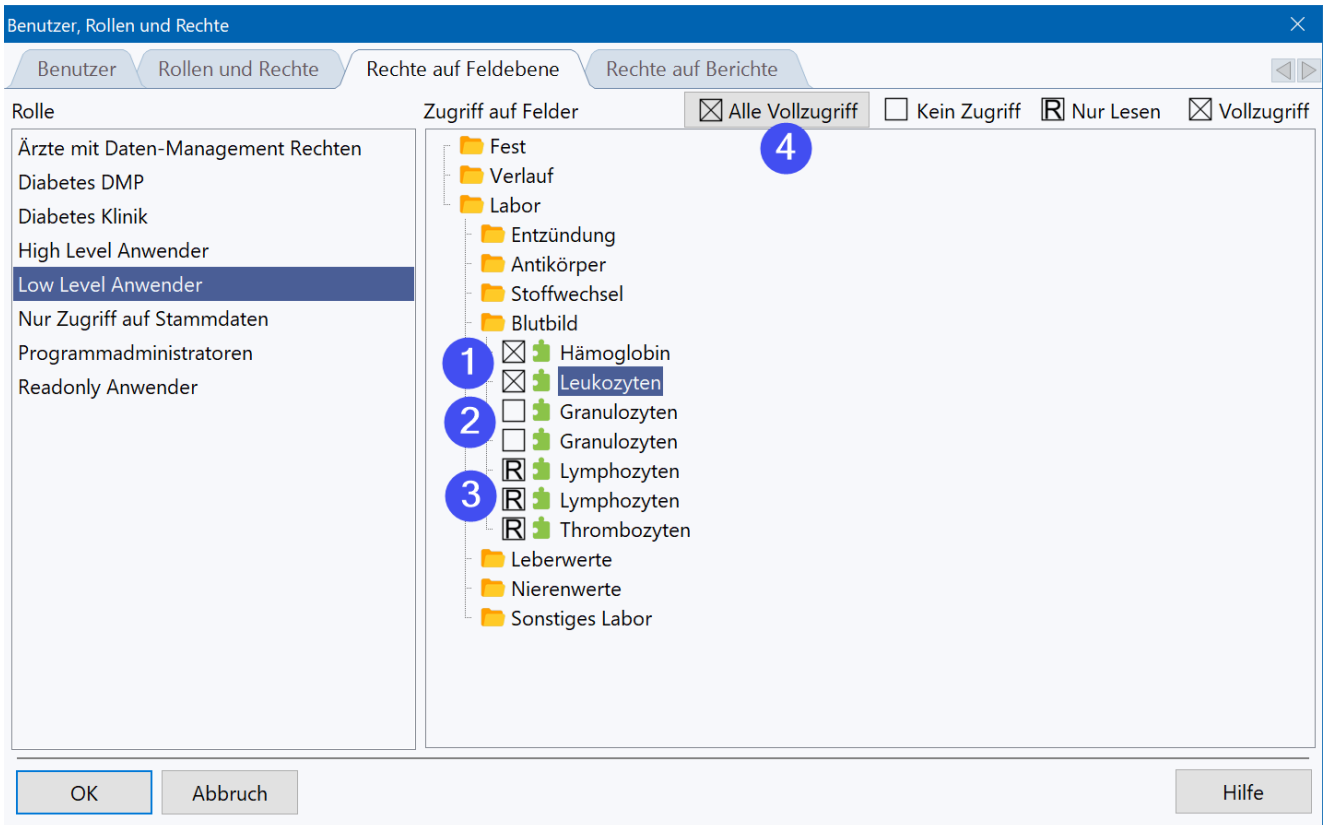 Benutzer, Rollen und Rechte
Benutzer Rollen und Rechte Rechte auf Feldebene Rechte auf Berichte
Rolle
Ärzte mit Daten-Management Rechten
Diabetes DMP
Diabetes Klinik
High Level Anwender
Low Level Anwender
Nur Zugriff auf Stammdaten
Programmadministratoren
Readonly Anwender
Zugriff auf Felder Alle Vollzugriff Kein Zugriff R Nur Lesen Vollzugriff
4
Fest
Verlauf
Labor
Entzündung
Antikörper
Stoffwechsel
Blutbild
1 Hämoglobin
Leukozyten
2 Granulozyten
Granulozyten
R Lymphozyten
3 R Lymphozyten
R Thrombozyten
Leberwerte
Nierenwerte
Sonstiges Labor
OK Abbruch Hilfe